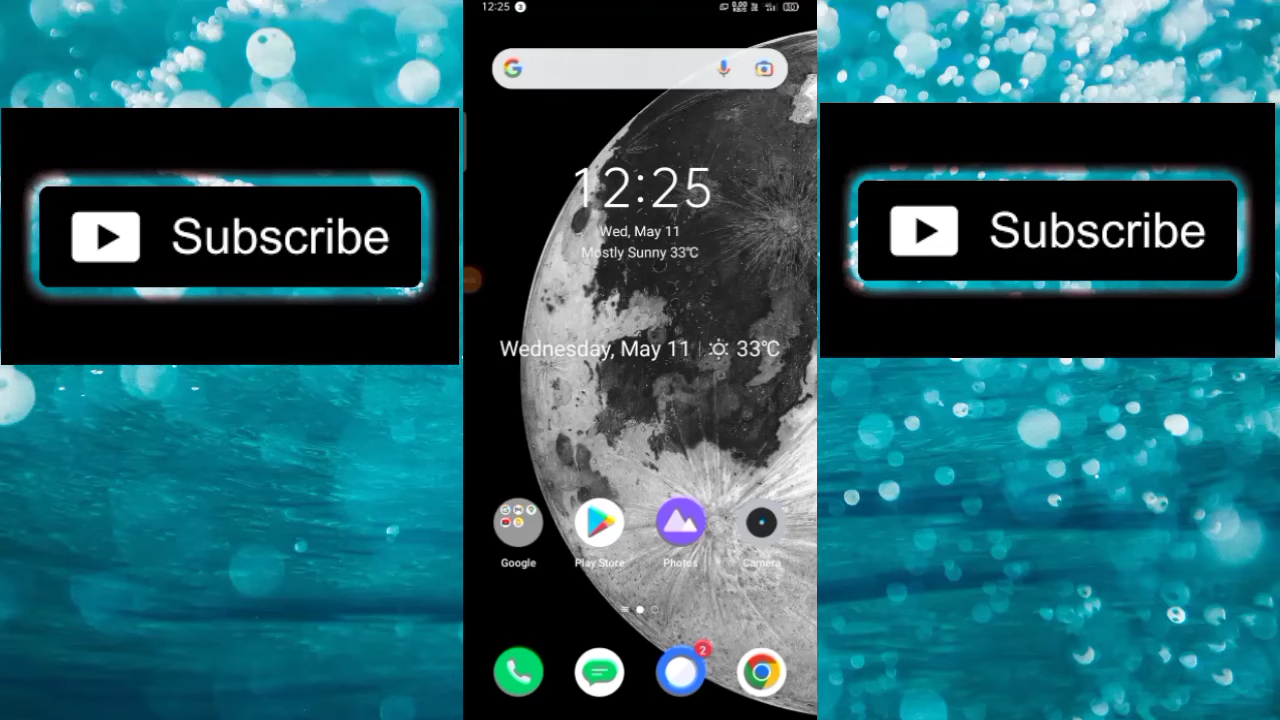 12:25
Subscribe
12:25
Wed, May 11
Mostly Sunny 33℃
Subscribe
Wednesday, May 11 33℃
Google
Play Store
Photos
Camera
2